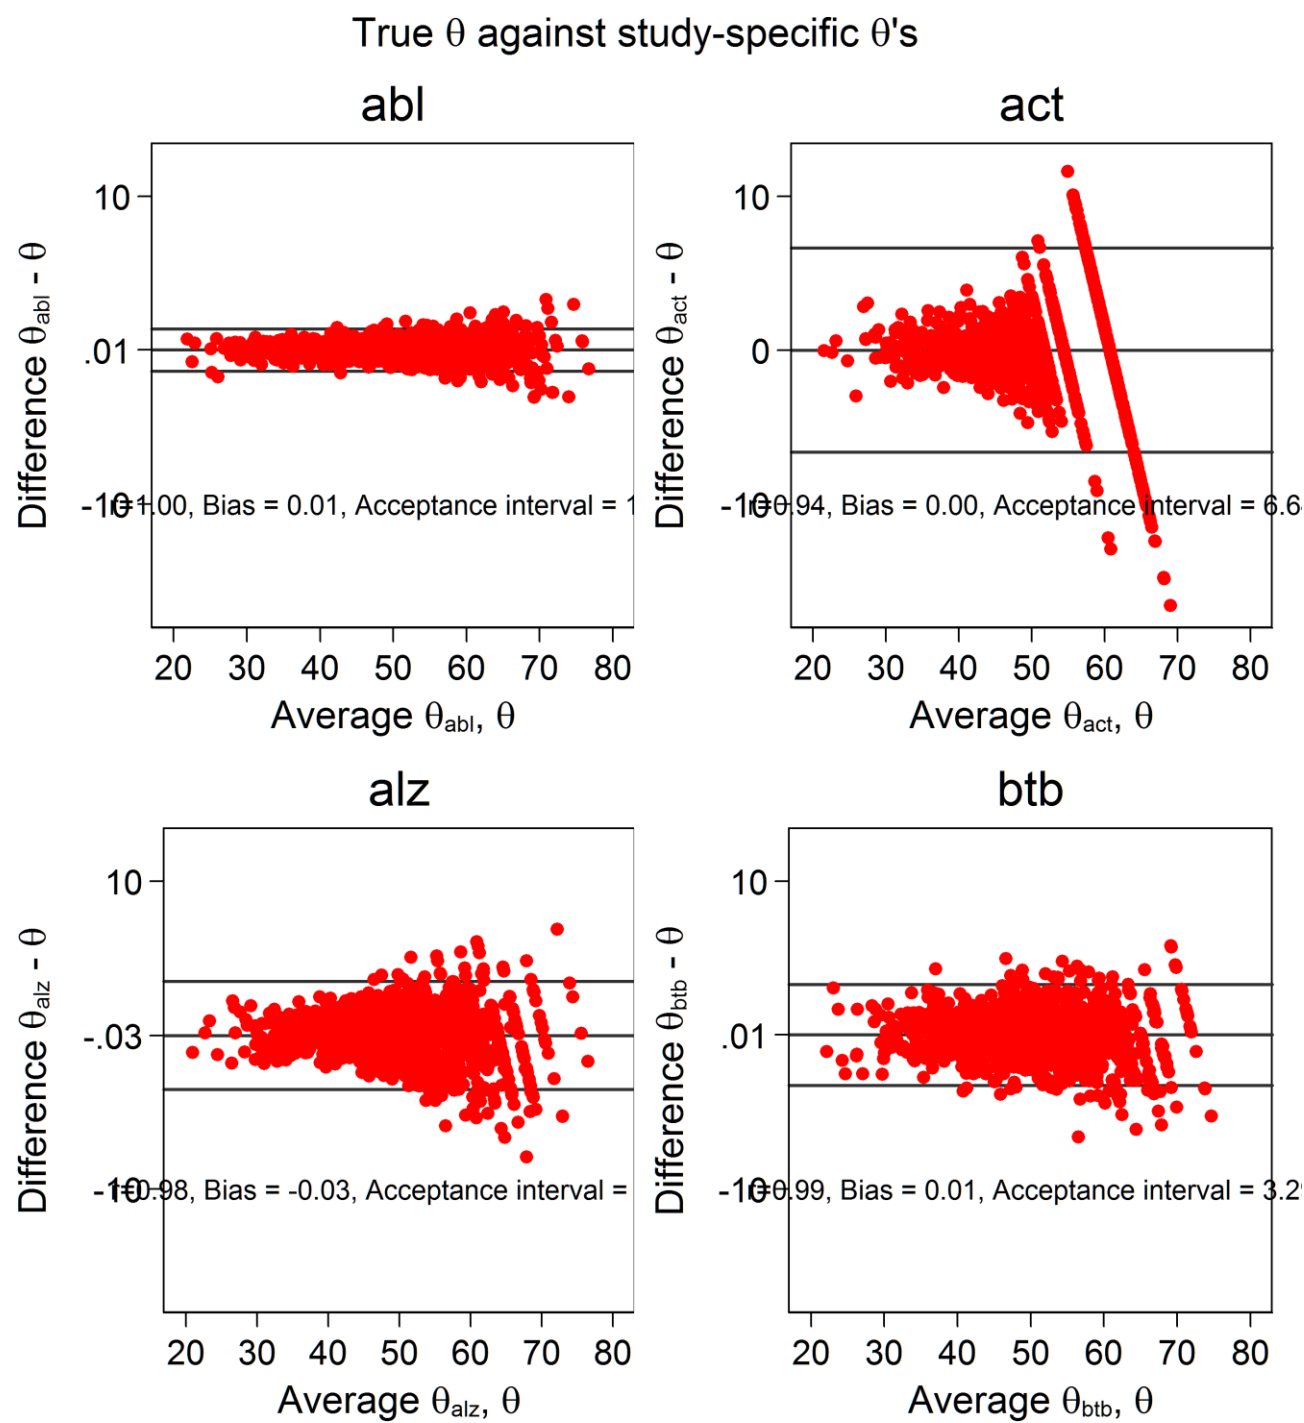 True θ against study-specific θ's
abl
10
.01
-10
r=1.00, Bias = 0.01, Acceptance interval = 1
Difference θabl - θ
20 30 40 50 60 70 80
Average θabl, θ
act
10
0
-10
r=0.94, Bias = 0.00, Acceptance interval = 6.64
Difference θact - θ
20 30 40 50 60 70 80
Average θact, θ
alz
10
-.03
-10
r=0.98, Bias = -0.03, Acceptance interval =
Difference θalz - θ
20 30 40 50 60 70 80
Average θalz, θ
btb
10
.01
-10
r=0.99, Bias = 0.01, Acceptance interval = 3.29
Difference θbtb - θ
20 30 40 50 60 70 80
Average θbtb, θ